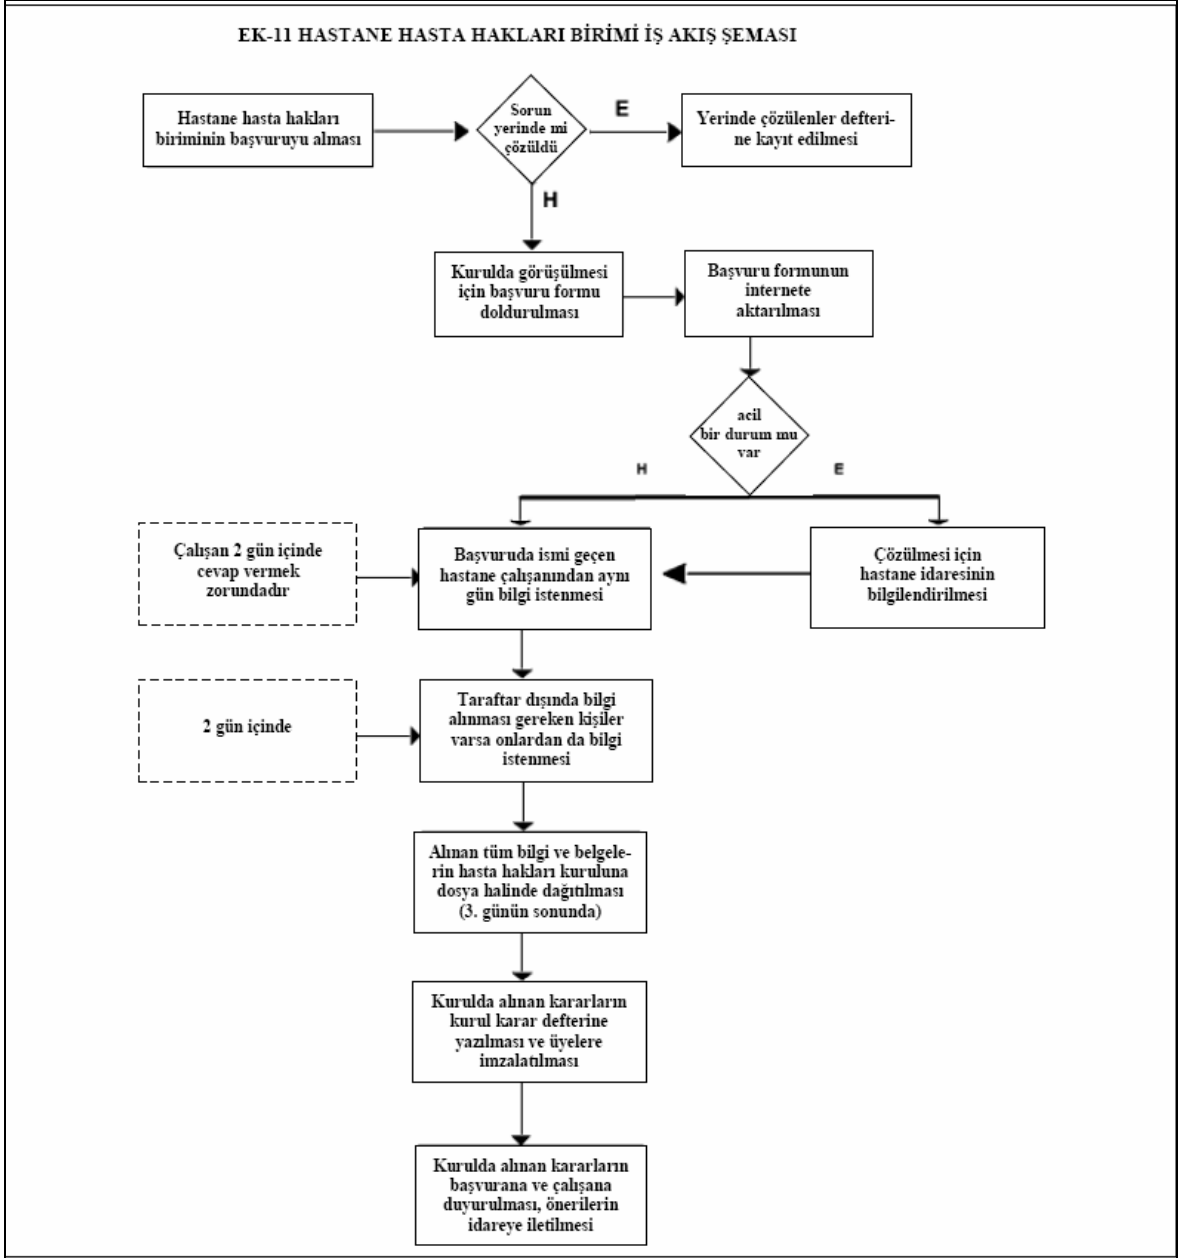 EK-11 HASTANE HASTA HAKLARI BİRİMİ İŞ AKIŞ ŞEMASI
Hastane hasta hakları
biriminin başvuruyu alması
Sorun
yerinde mi
çözüldü
E
Yerinde çözülenler defteri-
ne kayıt edilmesi
H
Kurulda görüşülmesi
için başvuru formu
doldurulması
Başvuru formunun
internete
aktarılması
acil
bir durum mu
var
H
E
Çalışan 2 gün içinde
cevap vermek
zorundadır
Başvuruda ismi geçen
hastane çalışanından aynı
gün bilgi istenmesi
Çözülmesi için
hastane idaresinin
bilgilendirilmesi
2 gün içinde
Taraftar dışında bilgi
alınması gereken kişiler
varsa onlardan da bilgi
istenmesi
Alınan tüm bilgi ve belgele-
rin hasta hakları kuruluna
dosya halinde dağıtılması
(3. günün sonunda)
Kurulda alınan kararların
kurul karar defterine
yazılması ve üyelere
imzalatılması
Kurulda alınan kararların
başvurana ve çalışana
duyurulması, önerilerin
idareye iletilmesi